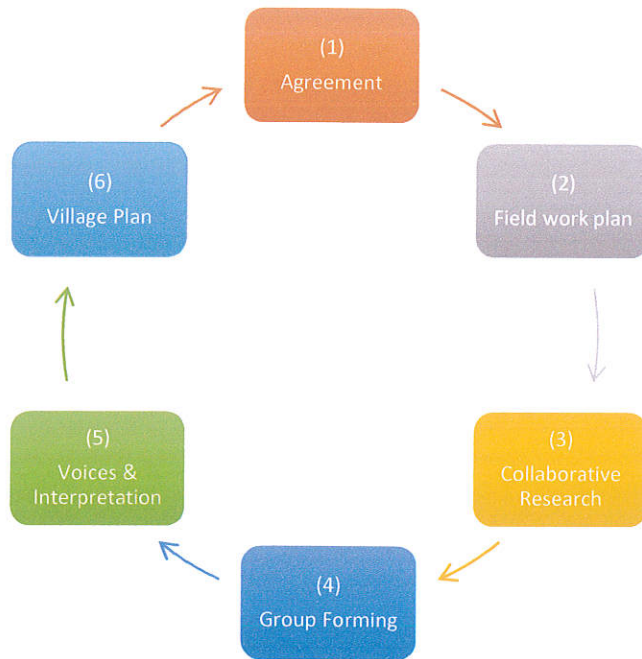 (1)
Agreement
(2)
Field work plan
(3)
Collaborative
Research
(4)
Group Forming
(5)
Voices &
Interpretation
(6)
Village Plan